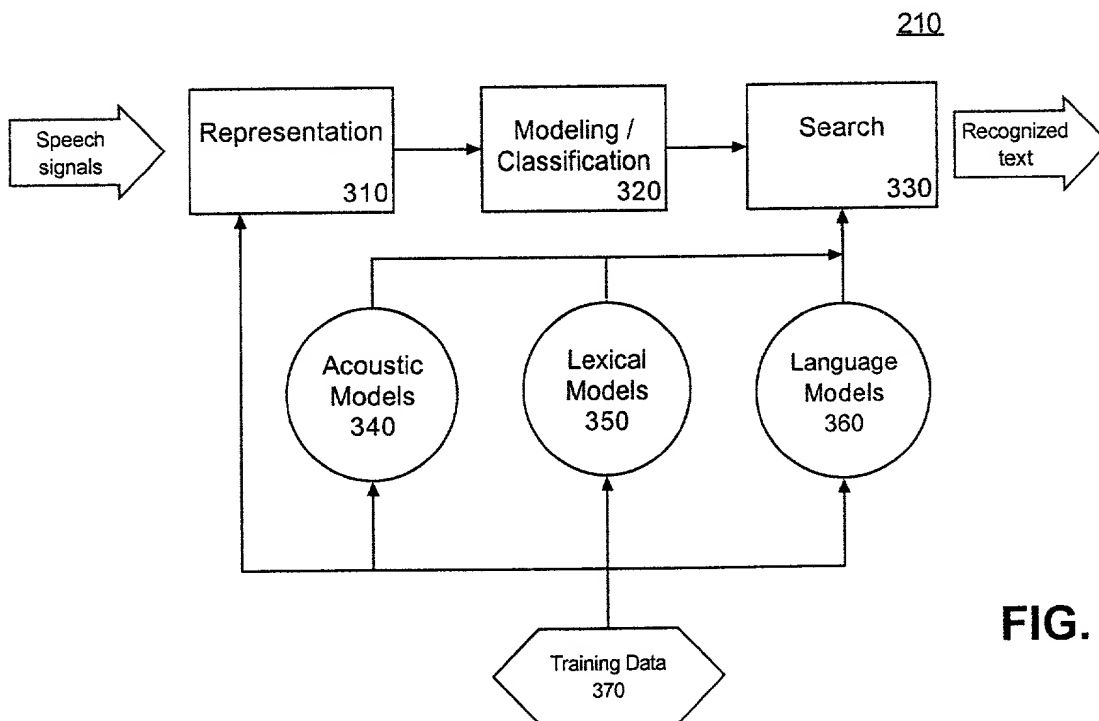 210
Speech
signals
Representation
310
Modeling /
Classification
320
Search
330
Recognized
text
Acoustic
Models
340
Lexical
Models
350
Language
Models
360
Training Data
370
FIG.